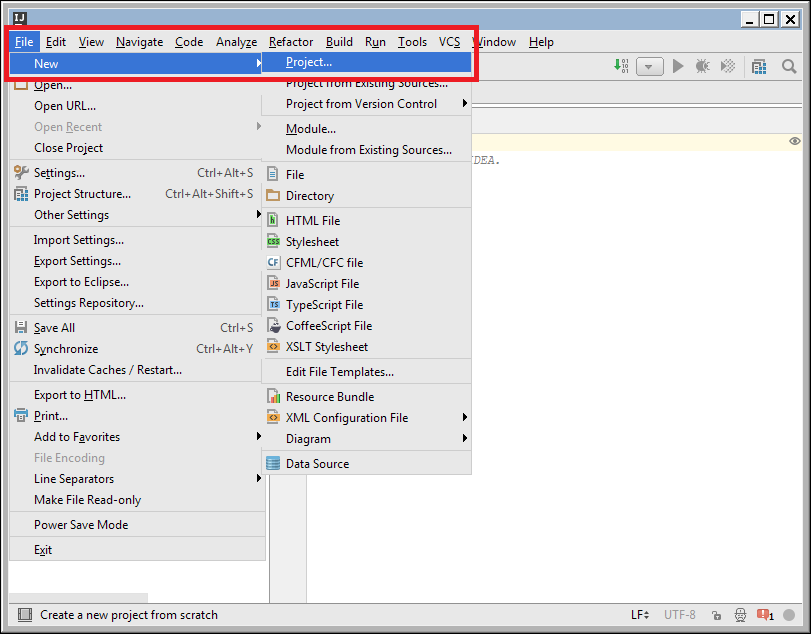 IJ
File Edit View Navigate Code Analyze Refactor Build Run Tools VCS Window Help
New
Project...
Open...
Open URL...
Open Recent
Close Project
Settings... Ctrl+Alt+S
Project Structure... Ctrl+Alt+Shift+S
Other Settings
Import Settings...
Export Settings...
Export to Eclipse...
Settings Repository...
Save All Ctrl+S
Synchronize Ctrl+Alt+Y
Invalidate Caches / Restart...
Export to HTML...
Print...
Add to Favorites
File Encoding
Line Separators
Make File Read-only
Power Save Mode
Exit
Project from Existing Sources...
Project from Version Control
Module...
Module from Existing Sources...
File
Directory
HTML File
Stylesheet
CFML/CFC file
JavaScript File
TypeScript File
CoffeeScript File
XSLT Stylesheet
Edit File Templates...
Resource Bundle
XML Configuration File
Diagram
Data Source
IDEA.
Create a new project from scratch
LF UTF-8 1